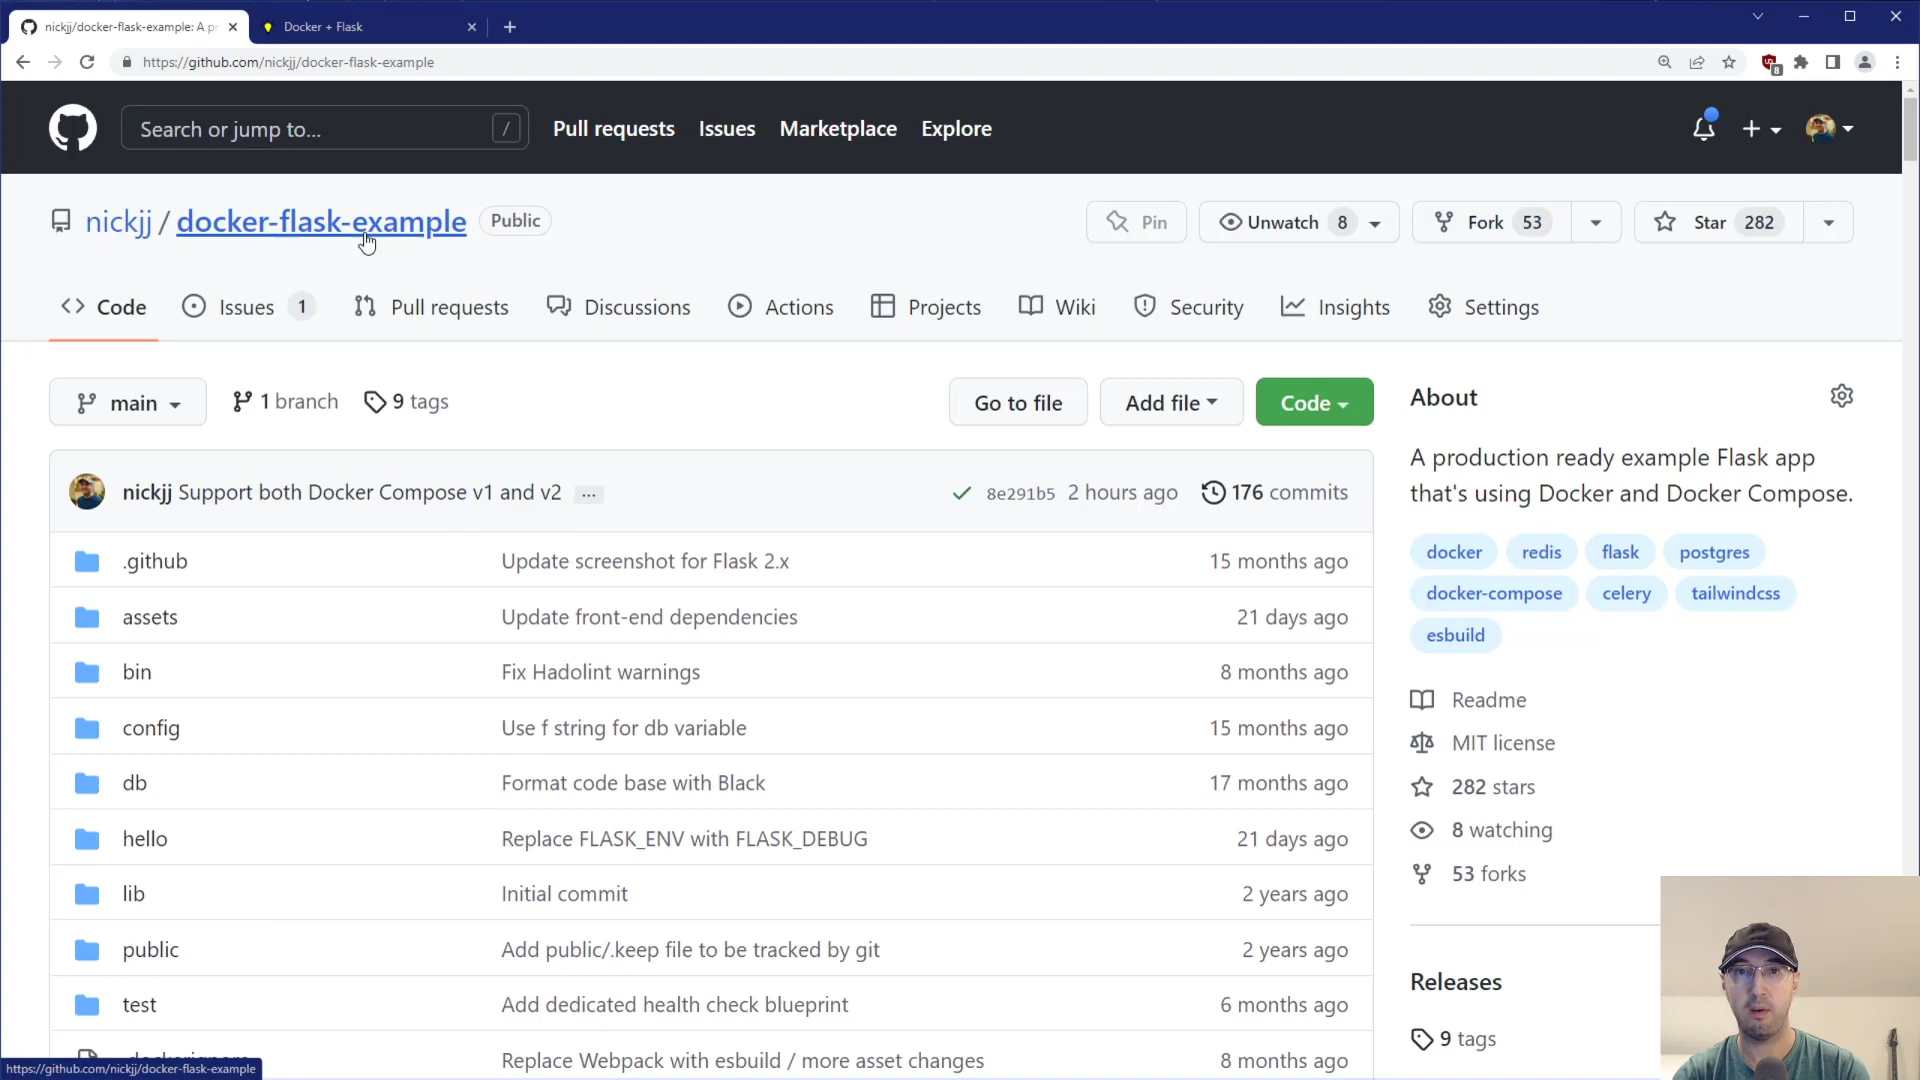 nickjj/docker-flask-example: A pr
Docker + Flask
https://github.com/nickjj/docker-flask-example
8
Search or jump to...
/
Pull requests
Issues
Marketplace
Explore
nickjj / docker-flask-example
Public
Pin
Unwatch 8
Fork 53
Star 282
Code
Issues 1
Pull requests
Discussions
Actions
Projects
Wiki
Security
Insights
Settings
main
1 branch
9 tags
Go to file
Add file
Code
nickjj Support both Docker Compose v1 and v2 ...
8e291b5 2 hours ago
176 commits
.github Update screenshot for Flask 2.x 15 months ago
assets Update front-end dependencies 21 days ago
bin Fix Hadolint warnings 8 months ago
config Use f string for db variable 15 months ago
db Format code base with Black 17 months ago
hello Replace FLASK_ENV with FLASK_DEBUG 21 days ago
lib Initial commit 2 years ago
public Add public/.keep file to be tracked by git 2 years ago
test Add dedicated health check blueprint 6 months ago
Replace Webpack with esbuild / more asset changes 8 months ago
About
A production ready example Flask app
that's using Docker and Docker Compose.
docker redis flask postgres
docker-compose celery tailwindcss
esbuild
Readme
MIT license
282 stars
8 watching
53 forks
Releases
9 tags
https://github.com/nickjj/docker-flask-example